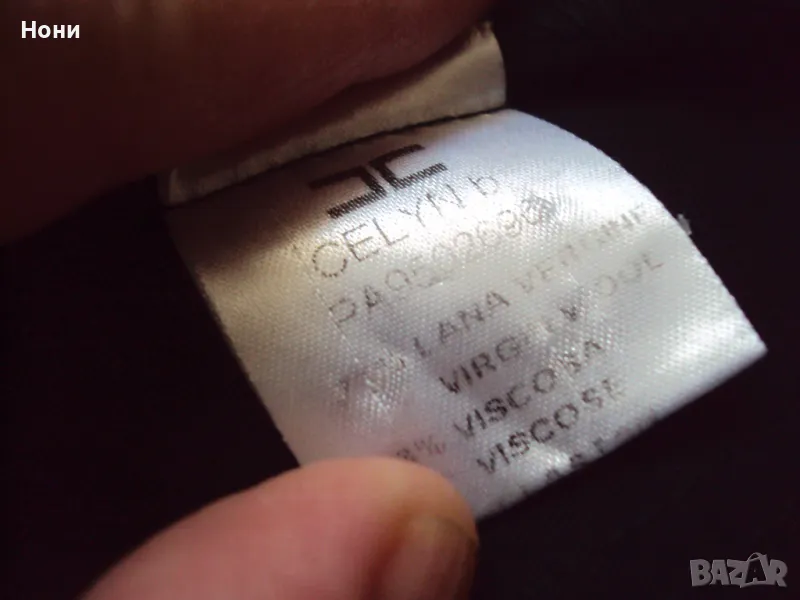 Нони
CELYN b
LANA VERGINE
VIRGIN WOOL
VISCOSA
VISCOSE
BAZAR